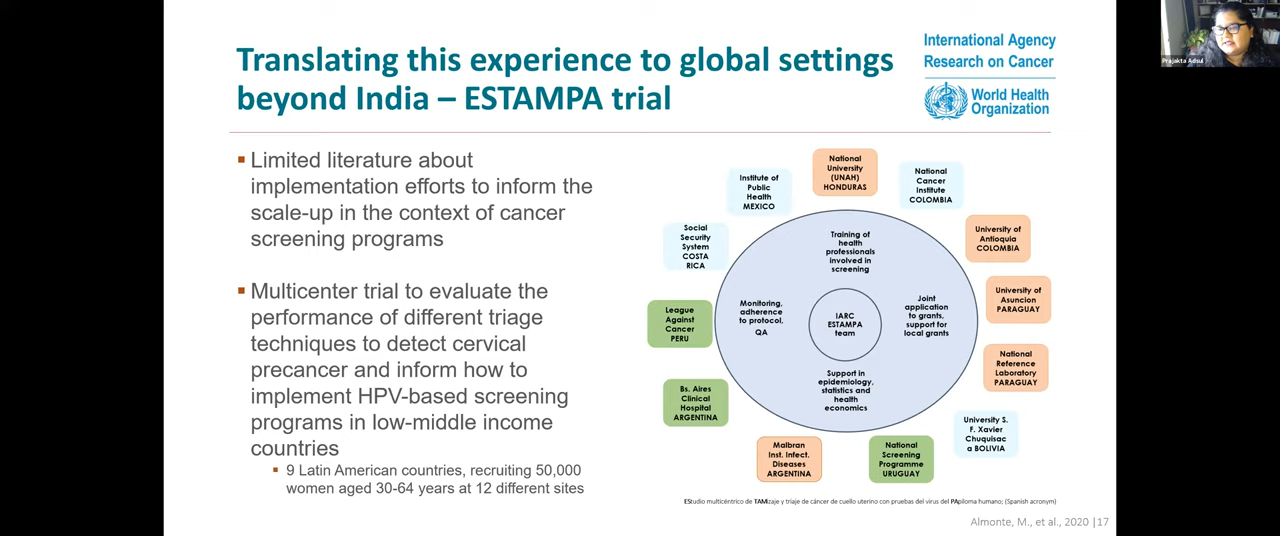 Translating this experience to global settings
beyond India – ESTAMPA trial
International Agency
Research on Cancer
World Health
Organization
Prajakta Adsul
▪ Limited literature about
implementation efforts to inform the
scale-up in the context of cancer
screening programs
▪ Multicenter trial to evaluate the
performance of different triage
techniques to detect cervical
precancer and inform how to
implement HPV-based screening
programs in low-middle income
countries
▪ 9 Latin American countries, recruiting 50,000
women aged 30-64 years at 12 different sites
National
University
(UNAH)
HONDURAS
Institute of
Public
Health
MEXICO
National
Cancer
Institute
COLOMBIA
Social
Security
System
COSTA
RICA
University of
Antioquia
COLOMBIA
League
Against
Cancer
PERU
University of
Asuncion
PARAGUAY
Bs. Aires
Clinical
Hospital
ARGENTINA
National
Reference
Laboratory
PARAGUAY
Malbran
Inst. Infect.
Diseases
ARGENTINA
National
Screening
Programme
URUGUAY
University S.
F. Xavier
Chuquisac
a BOLIVIA
Training of
health
professionals
involved in
screening
Monitoring,
adherence
to protocol,
QA
IARC
ESTAMPA
team
Joint
application
to grants,
support for
local grants
Support in
epidemiology,
statistics and
health
economics
EStudio multicéntrico de TAMizaje y triaje de cáncer de cuello uterino con pruebas del virus del PApiloma humano; (Spanish acronym)
Almonte, M., et al., 2020 |17